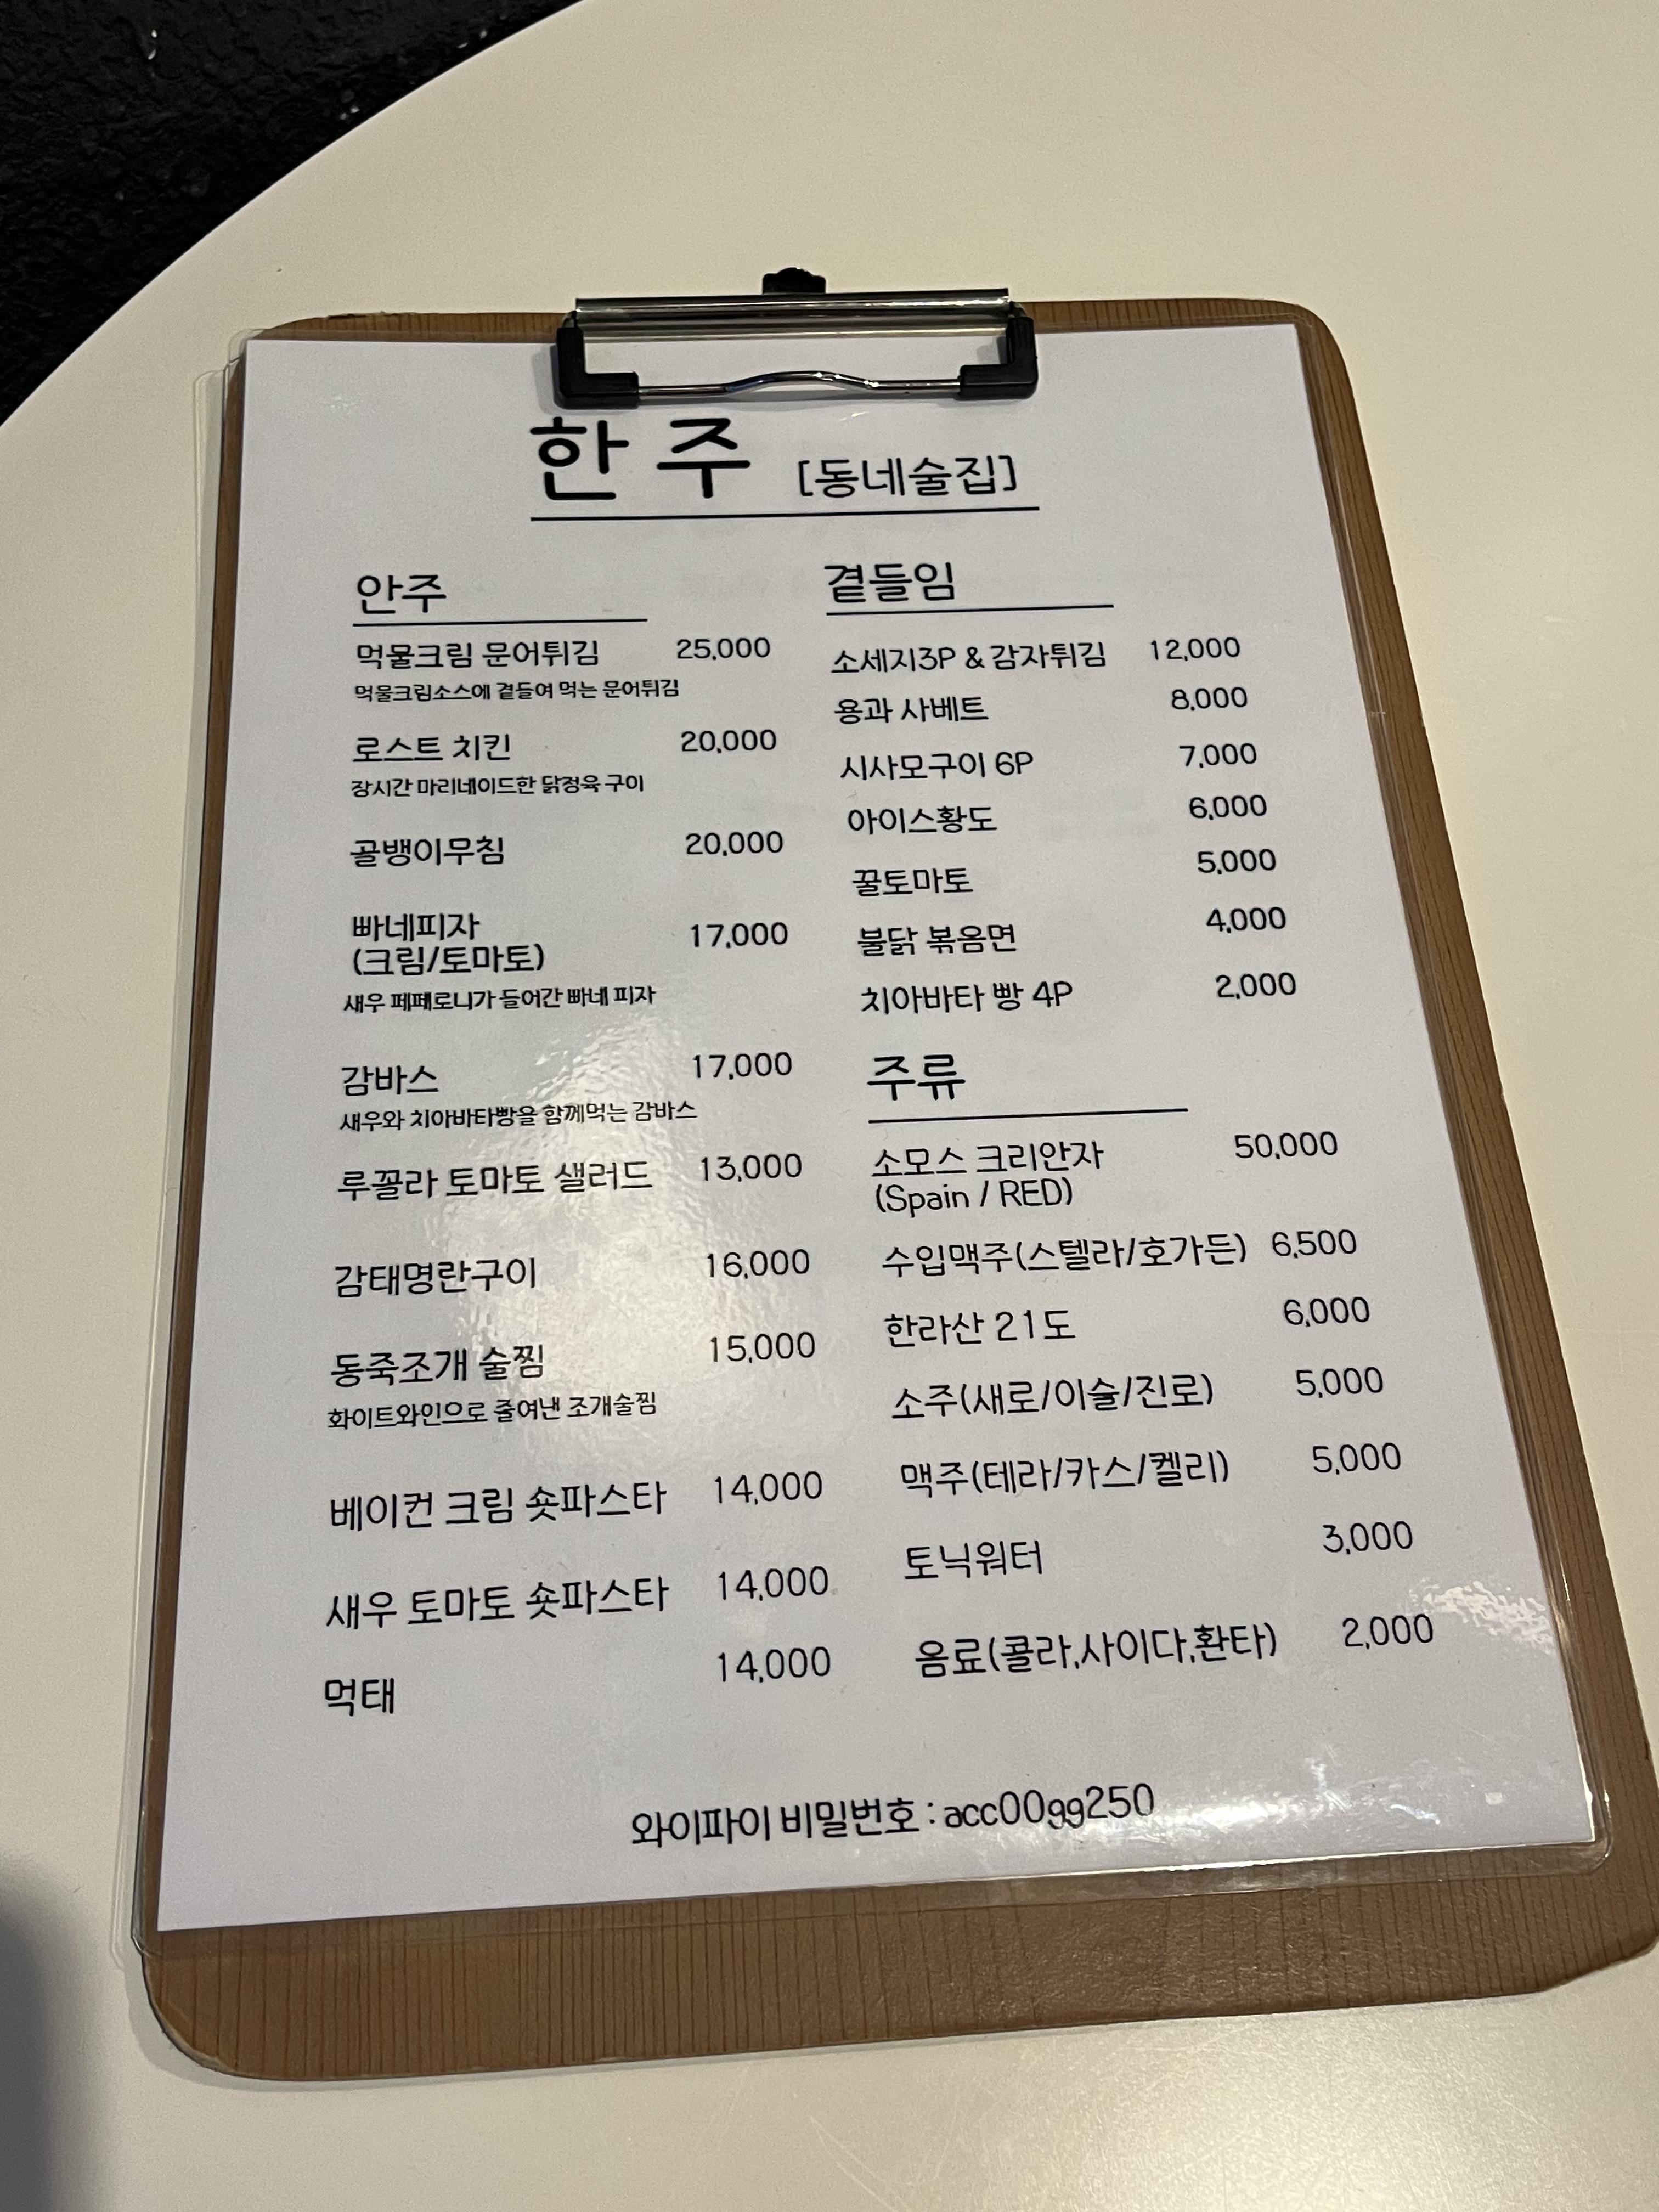 한 주 [동네술집]
안주
먹물크림 문어튀김 25,000
먹물크림소스에 곁들여 먹는 문어튀김
로스트 치킨 20,000
장시간 마리네이드한 닭정육 구이
골뱅이무침 20,000
빠네피자
(크림/토마토) 17,000
새우 페페로니가 들어간 빠네 피자
감바스 17,000
새우와 치아바타빵을 함께먹는 감바스
루꼴라 토마토 샐러드 13,000
감태명란구이 16,000
동죽조개 술찜 15,000
화이트와인으로 졸여낸 조개술찜
베이컨 크림 숏파스타 14,000
새우 토마토 숏파스타 14,000
먹태 14,000
곁들임
소세지3P & 감자튀김 12,000
용과 사베트 8,000
시사모구이 6P 7,000
아이스황도 6,000
꿀토마토 5,000
불닭 볶음면 4,000
치아바타 빵 4P 2,000
주류
소모스 크리안자 50,000
(Spain / RED)
수입맥주(스텔라/호가든) 6,500
한라산 21도 6,000
소주(새로/이슬/진로) 5,000
맥주(테라/카스/켈리) 5,000
토닉워터 3,000
음료(콜라,사이다,환타) 2,000
와이파이 비밀번호 : acc00gg250